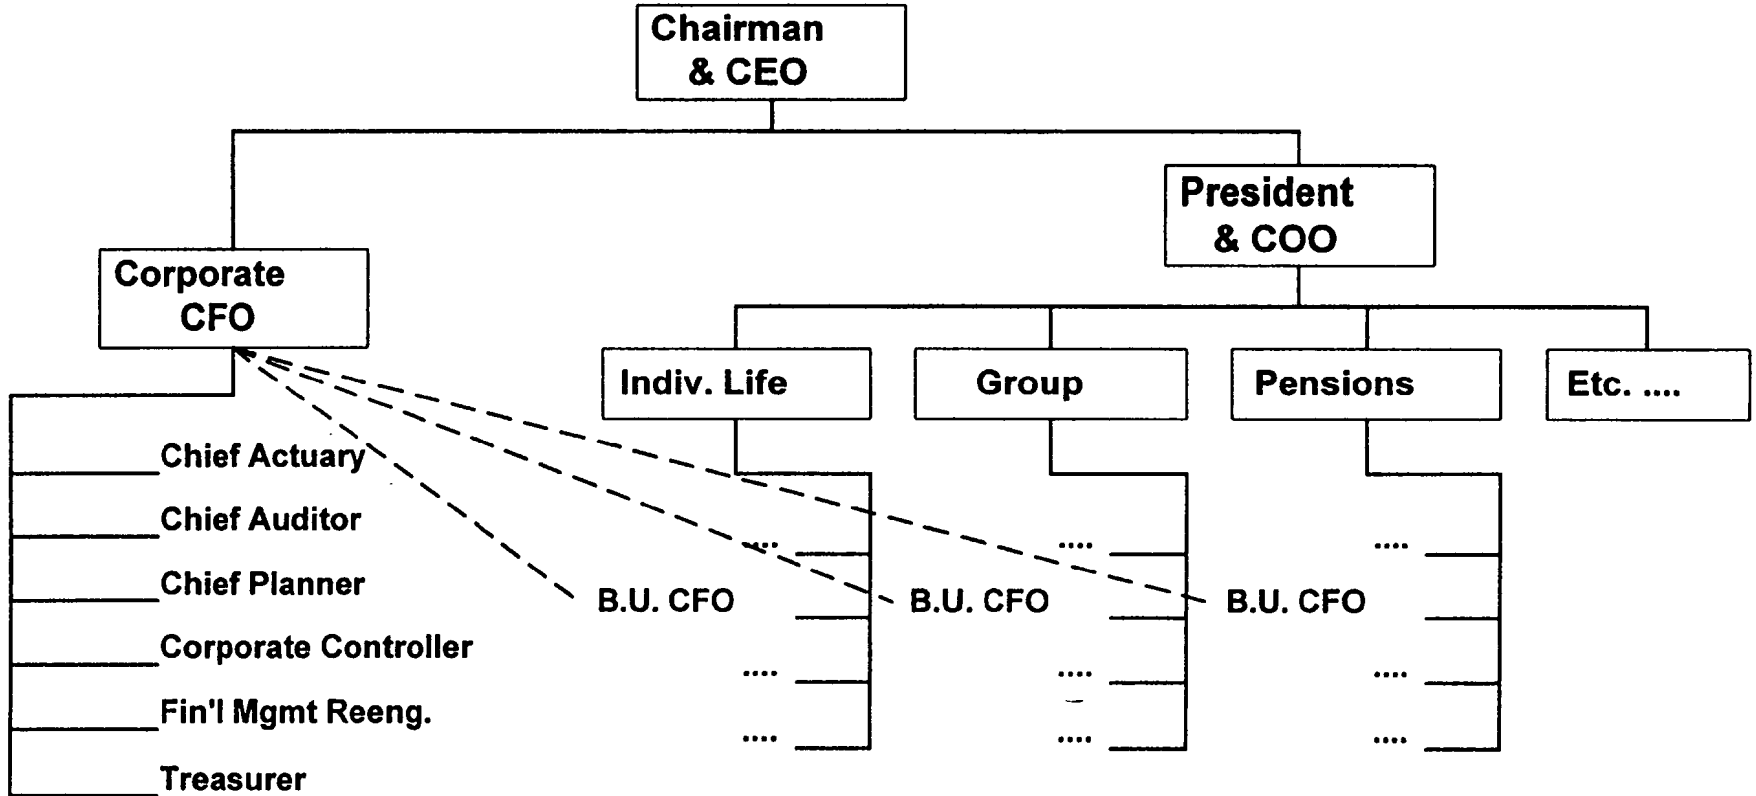 Chairman
& CEO
President
& COO
Corporate
CFO
Indiv. Life
Group
Pensions
Etc. ....
Chief Actuary
Chief Auditor
Chief Planner
Corporate Controller
Fin'l Mgmt Reeng.
Treasurer
....
B.U. CFO
....
....
....
B.U. CFO
....
....
....
B.U. CFO
....
....